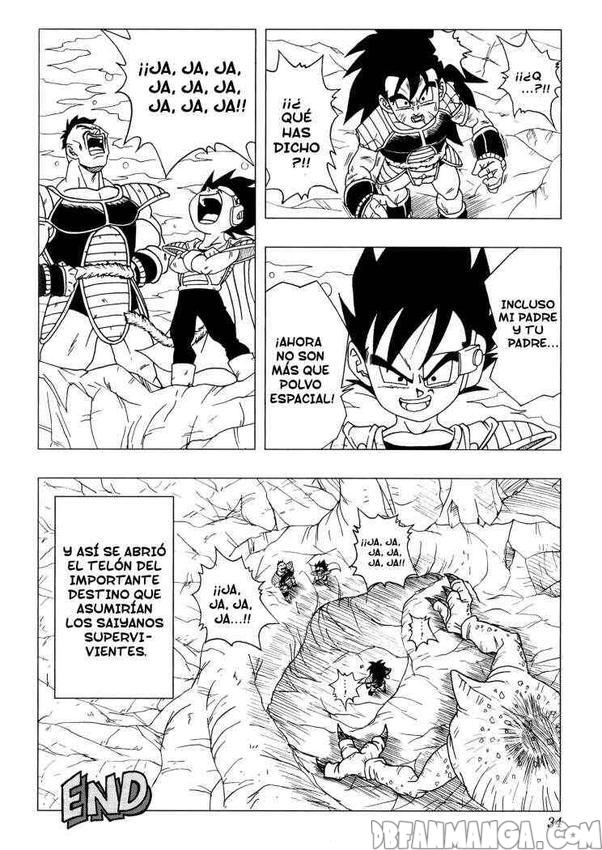 ¡¡JA, JA, JA,
JA, JA, JA,
JA, JA, JA!!
¡¡¿Q
...?!!
¡¡¿
QUÉ
HAS
DICHO
?!!
INCLUSO
MI PADRE
Y TU
PADRE...
¡AHORA
NO SON
MÁS QUE
POLVO
ESPACIAL!
Y ASÍ SE ABRIÓ
EL TELÓN DEL
IMPORTANTE
DESTINO QUE
ASUMIRÍAN
LOS SAIYANOS
SUPERVI-
VIENTES.
¡¡JA,
JA, JA,
JA...!!
¡¡JA, JA,
JA, JA,
JA, JA!!
END
34
DBFANMANGA.COM